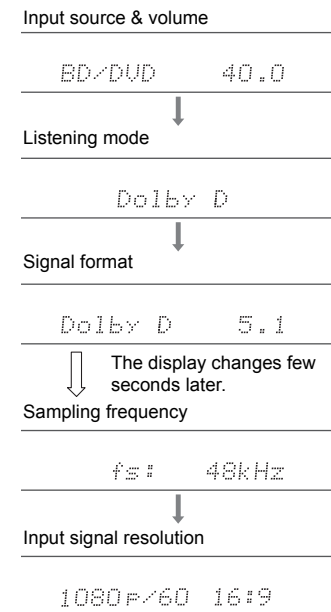 Input source & volume
BD/DVD 40.0
Listening mode
Dolby D
Signal format
Dolby D 5.1
The display changes few
seconds later.
Sampling frequency
fs: 48kHz
Input signal resolution
1080p/60 16:9